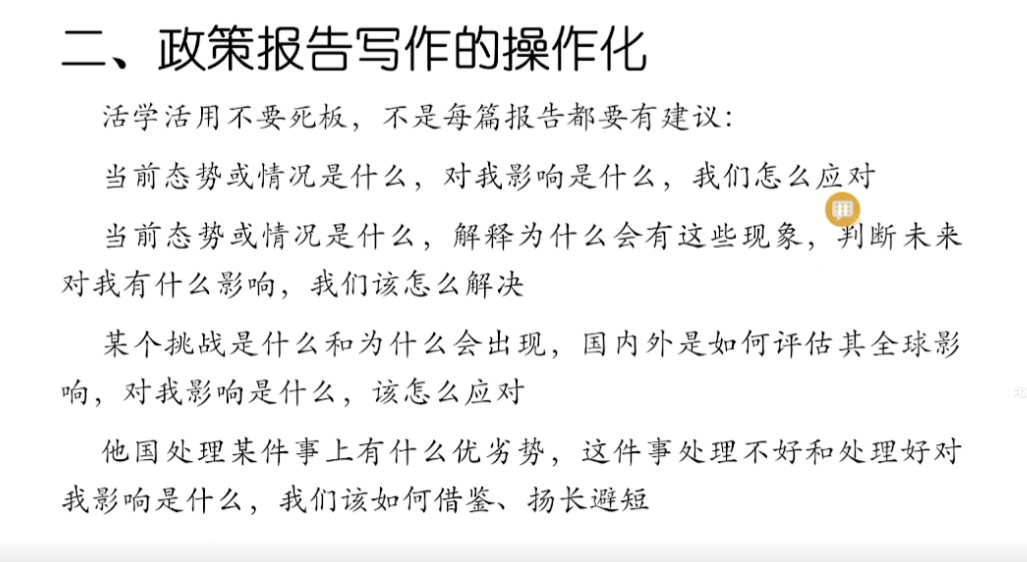 二、政策报告写作的操作化
活学活用不要死板，不是每篇报告都要有建议：
当前态势或情况是什么，对我影响是什么，我们怎么应对
当前态势或情况是什么，解释为什么会有这些现象，判断未来
对我有什么影响，我们该怎么解决
某个挑战是什么和为什么会出现，国内外是如何评估其全球影
响，对我影响是什么，该怎么应对
他国处理某件事上有什么优劣势，这件事处理不好和处理好对
我影响是什么，我们该如何借鉴、扬长避短
北